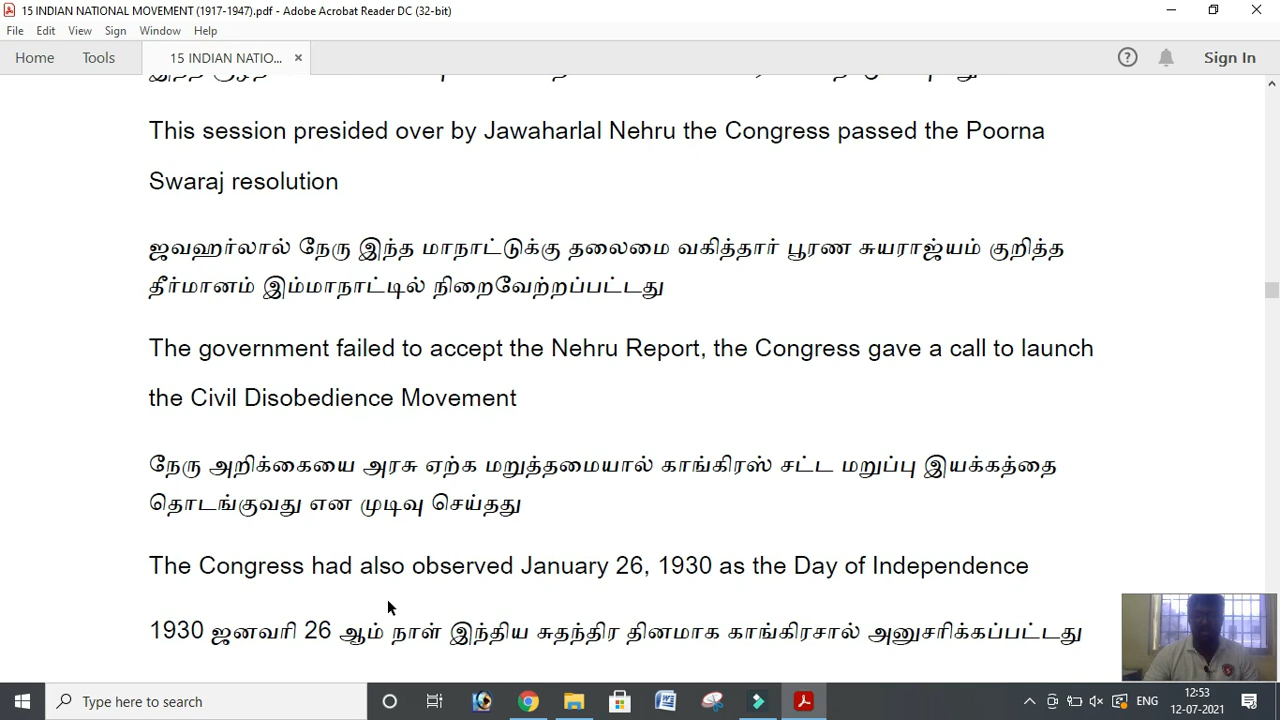 15 INDIAN NATIONAL MOVEMENT (1917-1947).pdf - Adobe Acrobat Reader DC (32-bit)
File Edit View Sign Window Help
Home Tools 15 INDIAN NATIO... × Sign In
This session presided over by Jawaharlal Nehru the Congress passed the Poorna
Swaraj resolution
ஜவஹர்லால் நேரு இந்த மாநாட்டுக்கு தலைமை வகித்தார் பூரண சுயராஜ்யம் குறித்த
தீர்மானம் இம்மாநாட்டில் நிறைவேற்றப்பட்டது
The government failed to accept the Nehru Report, the Congress gave a call to launch
the Civil Disobedience Movement
நேரு அறிக்கையை அரசு ஏற்க மறுத்தமையால் காங்கிரஸ் சட்ட மறுப்பு இயக்கத்தை
தொடங்குவது என முடிவு செய்தது
The Congress had also observed January 26, 1930 as the Day of Independence
1930 ஜனவரி 26 ஆம் நாள் இந்திய சுதந்திர தினமாக காங்கிரசால் அனுசரிக்கப்பட்டது
Type here to search
ENG
12:53
12-07-2021